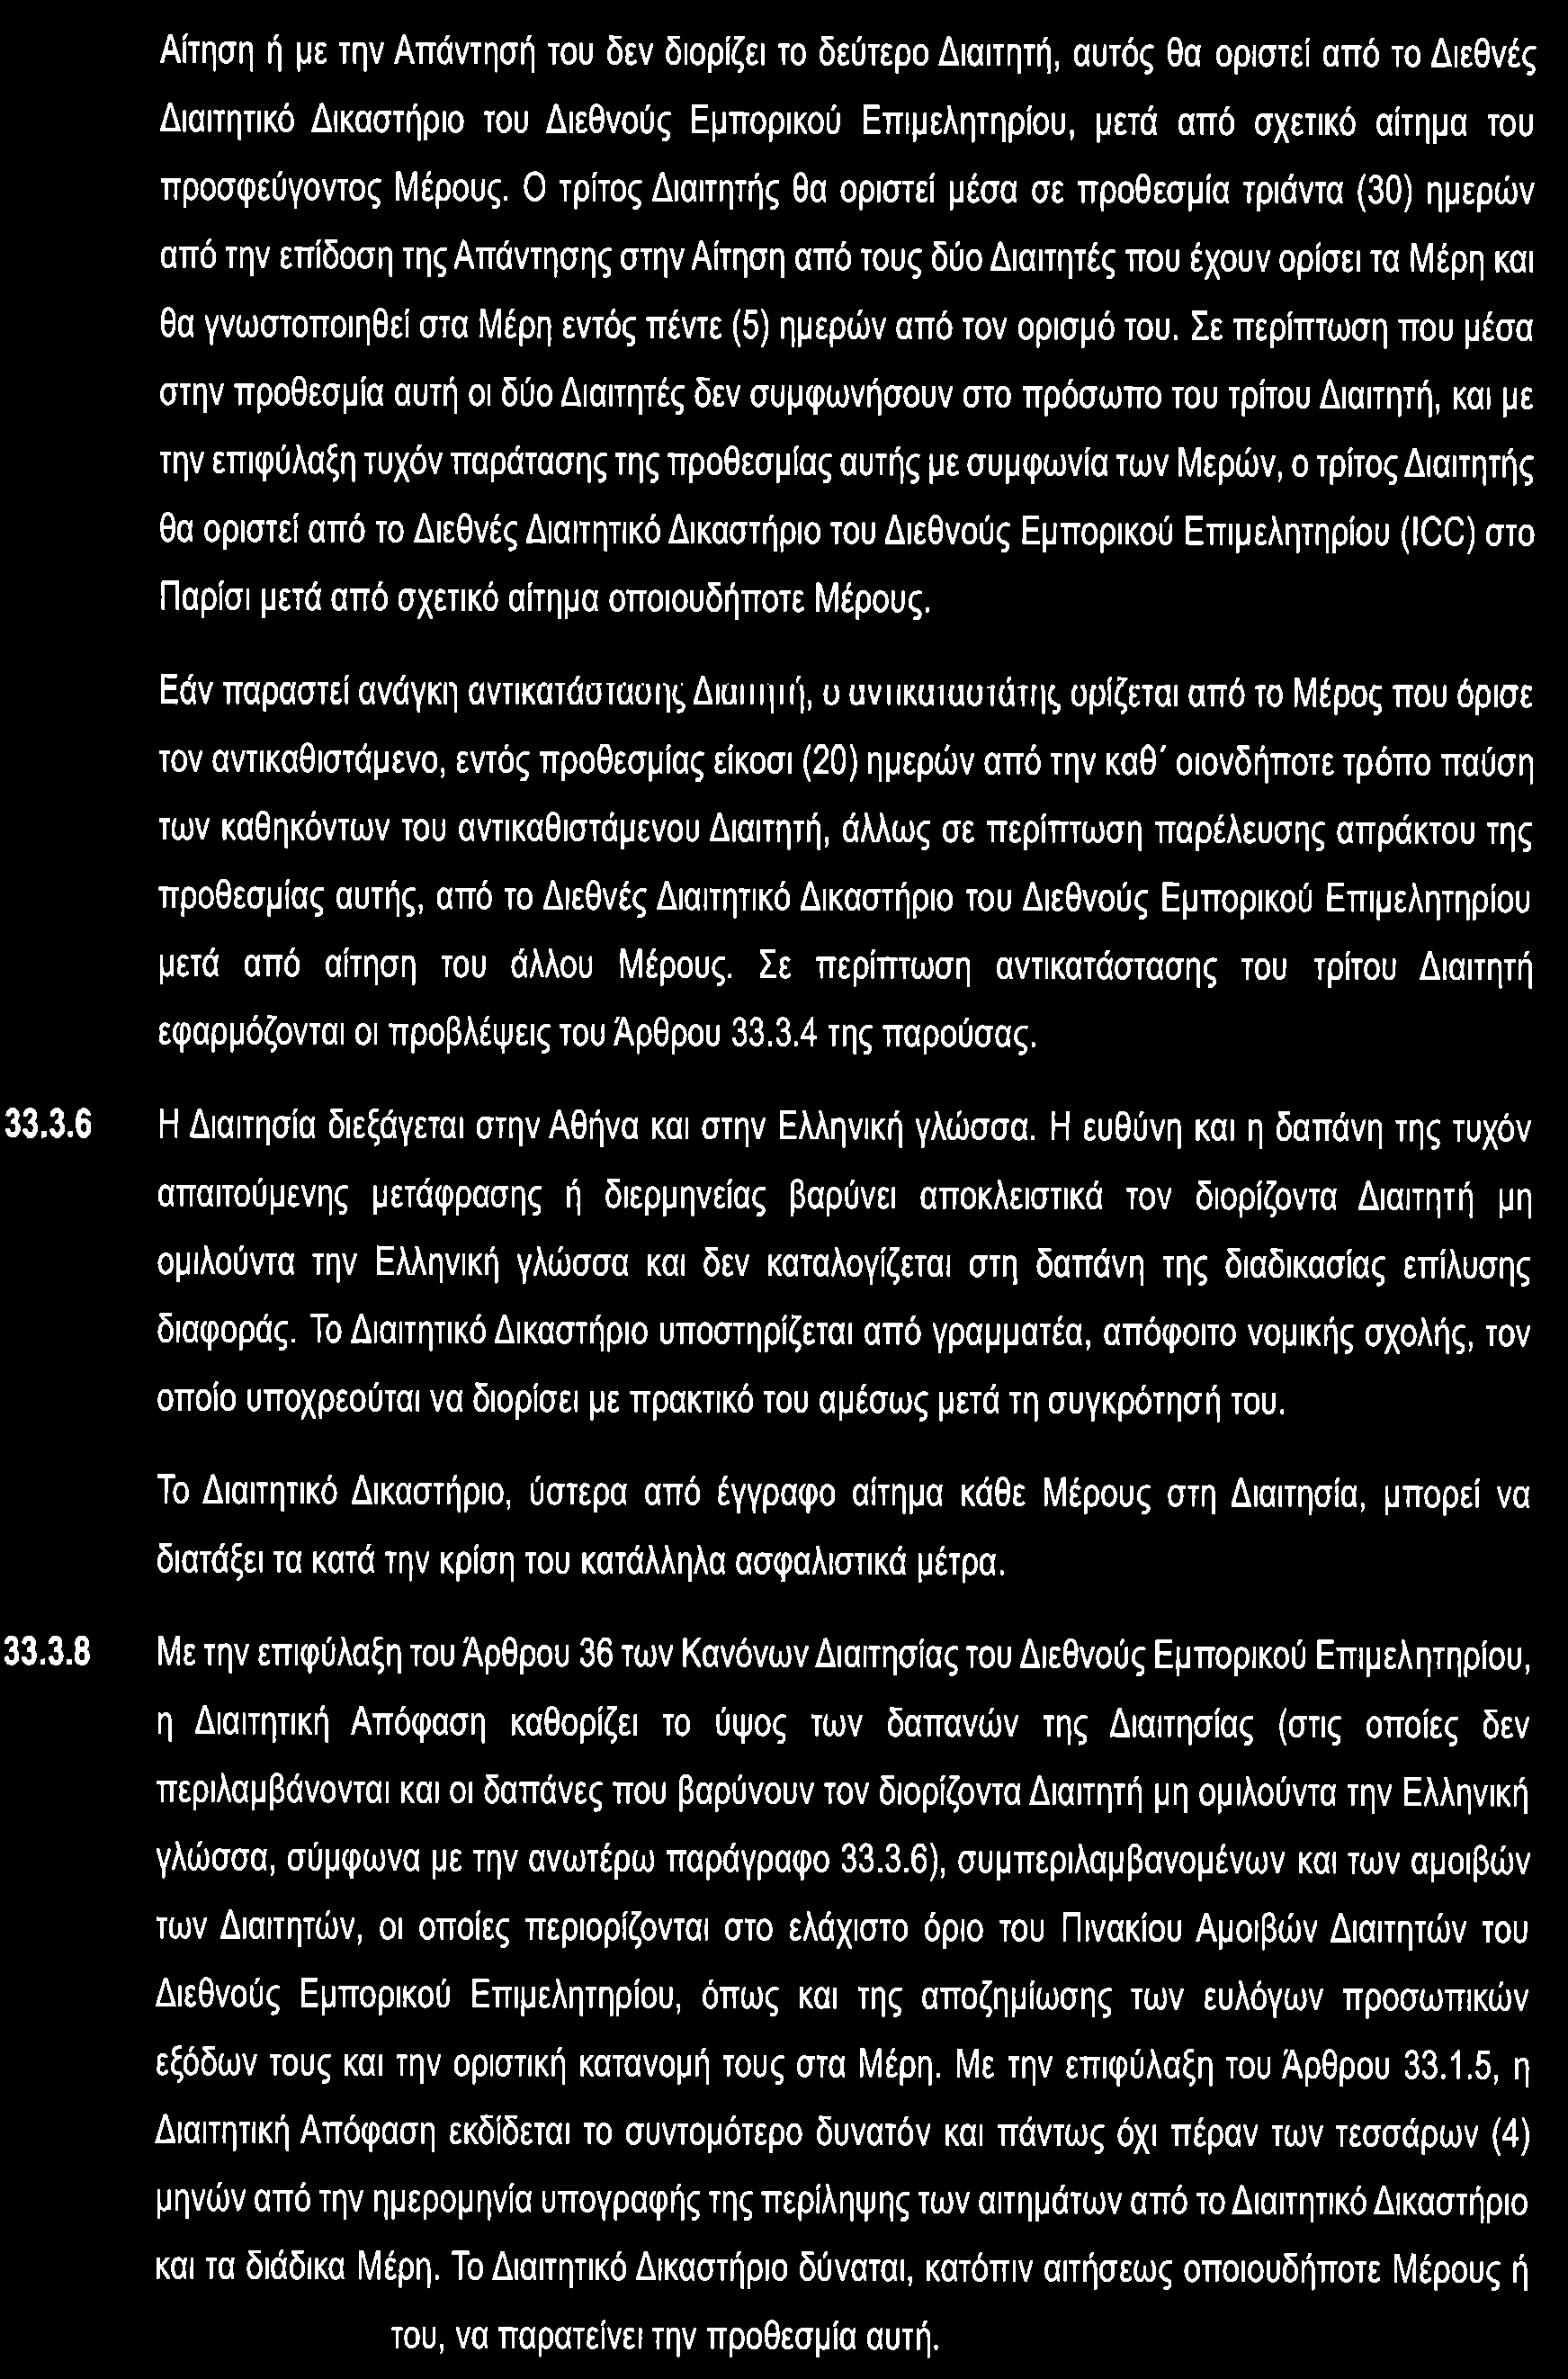 Αίτηση ή με την Απάντησή του δεν διορίζει το δεύτερο Διαιτητή, αυτός θα οριστεί από το Διεθνές
Διαιτητικό Δικαστήριο του Διεθνούς Εμπορικού Επιμελητηρίου, μετά από σχετικό αίτημα του
προσφεύγοντος Μέρους. Ο τρίτος Διαιτητής θα οριστεί μέσα σε προθεσμία τριάντα (30) ημερών
από την επίδοση της Απάντησης στην Αίτηση από τους δύο Διαιτητές που έχουν ορίσει τα Μέρη και
θα γνωστοποιηθεί στα Μέρη εντός πέντε (5) ημερών από τον ορισμό του. Σε περίπτωση που μέσα
στην προθεσμία αυτή οι δύο Διαιτητές δεν συμφωνήσουν στο πρόσωπο του τρίτου Διαιτητή, και με
την επιφύλαξη τυχόν παράτασης της προθεσμίας αυτής με συμφωνία των Μερών, ο τρίτος Διαιτητής
θα οριστεί από το Διεθνές Διαιτητικό Δικαστήριο του Διεθνούς Εμπορικού Επιμελητηρίου (ICC) στο
Παρίσι μετά από σχετικό αίτημα οποιουδήποτε Μέρους.
Εάν παραστεί ανάγκη αντικατάστασης Διαιτητή, ο αντικαταστάτης ορίζεται από το Μέρος που όρισε
τον αντικαθιστάμενο, εντός προθεσμίας είκοσι (20) ημερών από την καθ' οιονδήποτε τρόπο παύση
των καθηκόντων του αντικαθιστάμενου Διαιτητή, άλλως σε περίπτωση παρέλευσης απράκτου της
προθεσμίας αυτής, από το Διεθνές Διαιτητικό Δικαστήριο του Διεθνούς Εμπορικού Επιμελητηρίου
μετά από αίτηση του άλλου Μέρους. Σε περίπτωση αντικατάστασης του τρίτου Διαιτητή
εφαρμόζονται οι προβλέψεις του Άρθρου 33.3.4 της παρούσας.
33.3.6 Η Διαιτησία διεξάγεται στην Αθήνα και στην Ελληνική γλώσσα. Η ευθύνη και η δαπάνη της τυχόν
απαιτούμενης μετάφρασης ή διερμηνείας βαρύνει αποκλειστικά τον διορίζοντα Διαιτητή μη
ομιλούντα την Ελληνική γλώσσα και δεν καταλογίζεται στη δαπάνη της διαδικασίας επίλυσης
διαφοράς. Το Διαιτητικό Δικαστήριο υποστηρίζεται από γραμματέα, απόφοιτο νομικής σχολής, τον
οποίο υποχρεούται να διορίσει με πρακτικό του αμέσως μετά τη συγκρότησή του.
Το Διαιτητικό Δικαστήριο, ύστερα από έγγραφο αίτημα κάθε Μέρους στη Διαιτησία, μπορεί να
διατάξει τα κατά την κρίση του κατάλληλα ασφαλιστικά μέτρα.
33.3.8 Με την επιφύλαξη του Άρθρου 36 των Κανόνων Διαιτησίας του Διεθνούς Εμπορικού Επιμελητηρίου,
η Διαιτητική Απόφαση καθορίζει το ύψος των δαπανών της Διαιτησίας (στις οποίες δεν
περιλαμβάνονται και οι δαπάνες που βαρύνουν τον διορίζοντα Διαιτητή μη ομιλούντα την Ελληνική
γλώσσα, σύμφωνα με την ανωτέρω παράγραφο 33.3.6), συμπεριλαμβανομένων και των αμοιβών
των Διαιτητών, οι οποίες περιορίζονται στο ελάχιστο όριο του Πινακίου Αμοιβών Διαιτητών του
Διεθνούς Εμπορικού Επιμελητηρίου, όπως και της αποζημίωσης των ευλόγων προσωπικών
εξόδων τους και την οριστική κατανομή τους στα Μέρη. Με την επιφύλαξη του Άρθρου 33.1.5, η
Διαιτητική Απόφαση εκδίδεται το συντομότερο δυνατόν και πάντως όχι πέραν των τεσσάρων (4)
μηνών από την ημερομηνία υπογραφής της περίληψης των αιτημάτων από το Διαιτητικό Δικαστήριο
και τα διάδικα Μέρη. Το Διαιτητικό Δικαστήριο δύναται, κατόπιν αιτήσεως οποιουδήποτε Μέρους ή
του, να παρατείνει την προθεσμία αυτή.